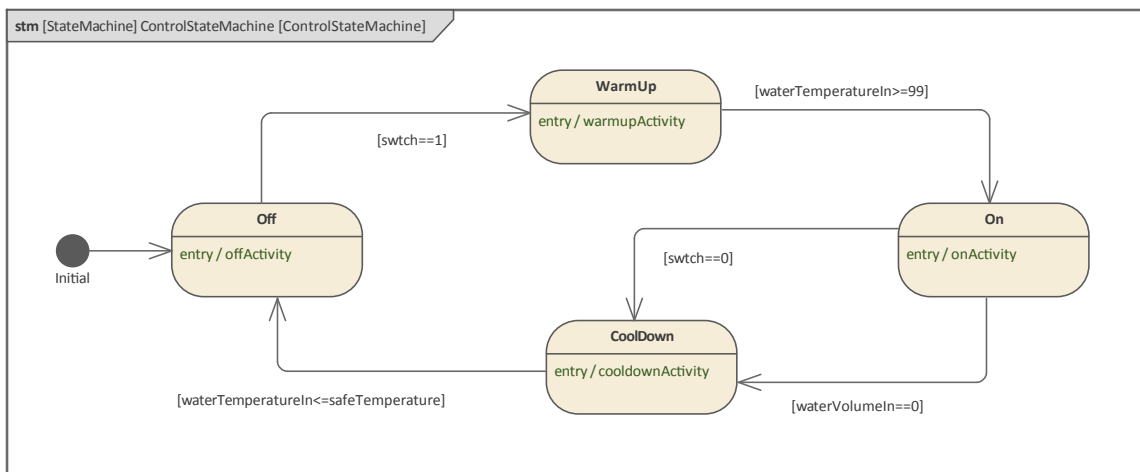 stm [StateMachine] ControlStateMachine [ControlStateMachine]
WarmUp
entry / warmupActivity
[waterTemperatureIn>=99]
[swtch==1]
Off
entry / offActivity
Initial
On
entry / onActivity
[swtch==0]
CoolDown
entry / cooldownActivity
[waterTemperatureIn<=safeTemperature]
[waterVolumeIn==0]